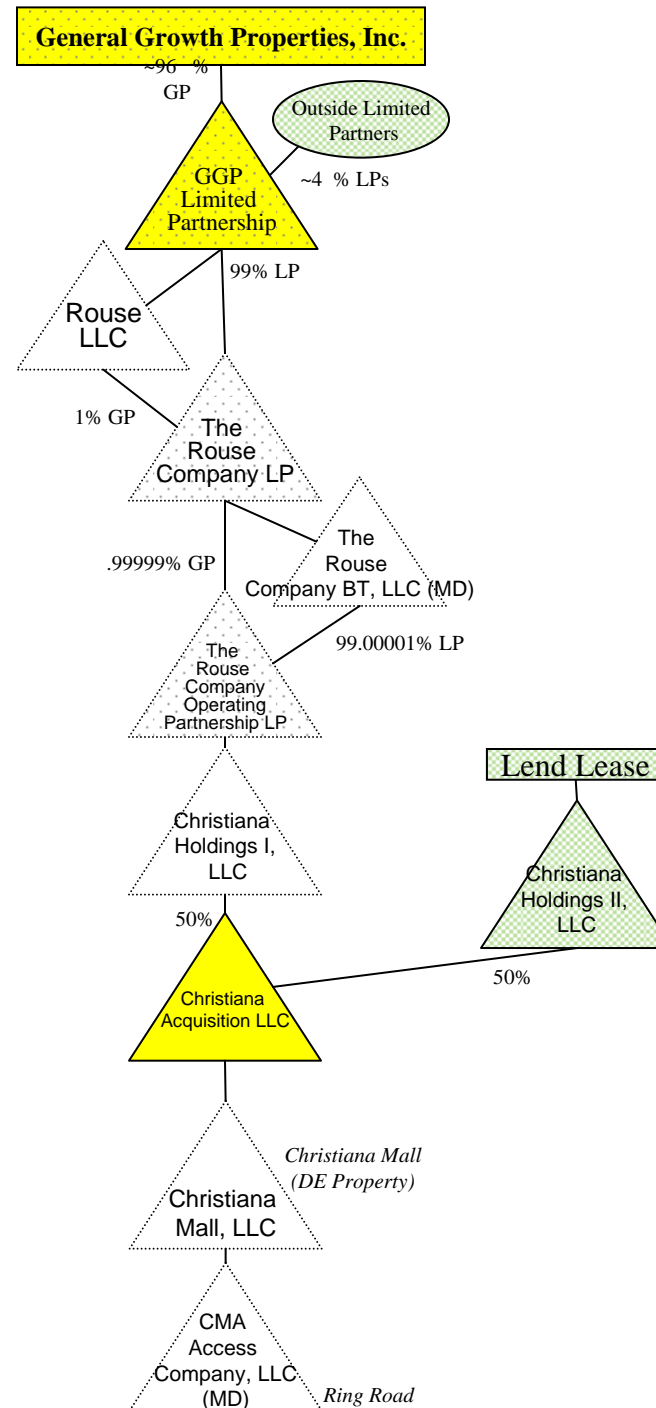 General Growth Properties, Inc.
~96 %
GP
Outside Limited
Partners
GGP
Limited
Partnership
~4 % LPs
99% LP
Rouse
LLC
1% GP
The
Rouse
Company LP
.99999% GP
The
Rouse
Company BT, LLC (MD)
99.00001% LP
The
Rouse
Company
Operating
Partnership LP
Lend Lease
Christiana
Holdings I,
LLC
Christiana
Holdings II,
LLC
50%
50%
Christiana
Acquisition LLC
Christiana Mall
(DE Property)
Christiana
Mall, LLC
CMA
Access
Company, LLC
(MD)
Ring Road